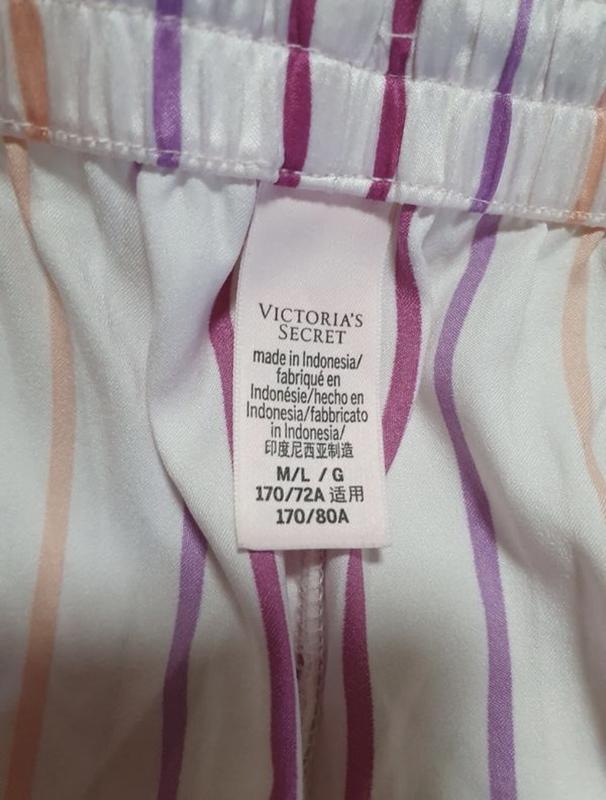 VICTORIA'S
SECRET
made in Indonesia/
fabriqué en
Indonésie/hecho en
Indonesia/fabbricato
in Indonesia/
印度尼西亚制造
M/L / G
170/72A 适用
170/80A